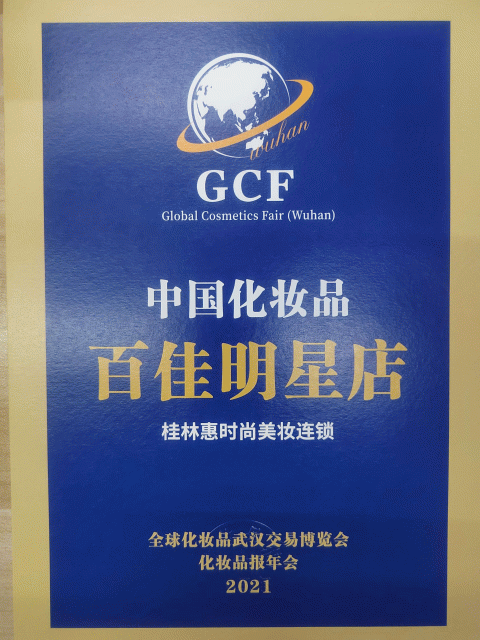 wuhan
GCF
Global Cosmetics Fair (Wuhan)
中国化妆品
百佳明星店
桂林惠时尚美妆连锁
全球化妆品武汉交易博览会
化妆品报年会
2021